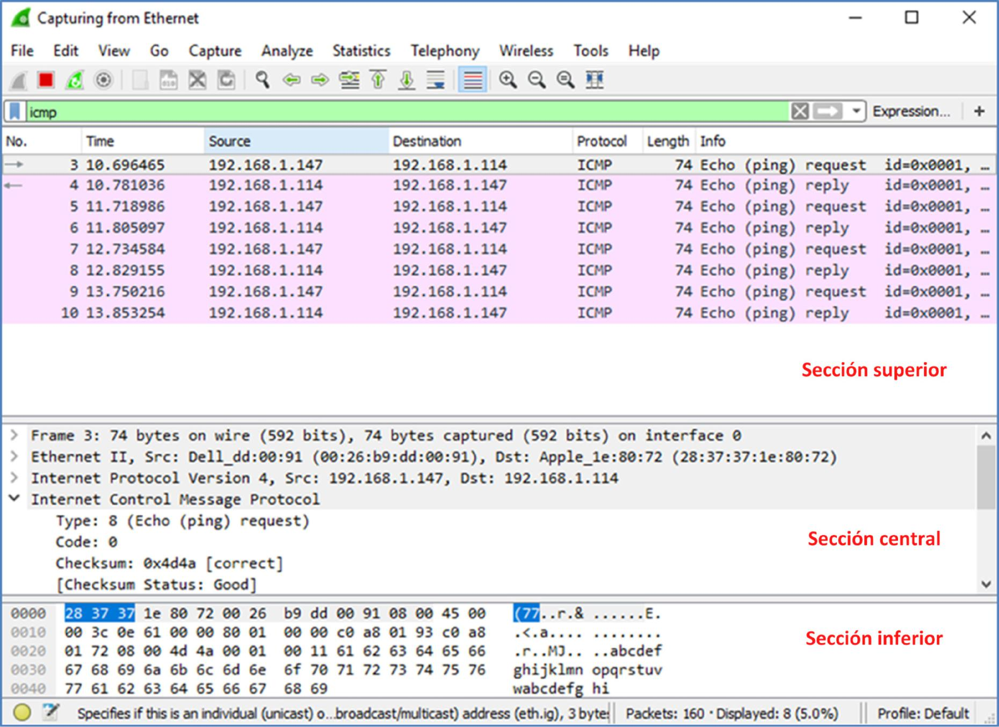 Capturing from Ethernet
File Edit View Go Capture Analyze Statistics Telephony Wireless Tools Help
icmp Expression... +
No. Time Source Destination Protocol Length Info
3 10.696465 192.168.1.147 192.168.1.114 ICMP 74 Echo (ping) request id=0x0001, …
4 10.781036 192.168.1.114 192.168.1.147 ICMP 74 Echo (ping) reply id=0x0001, …
5 11.718986 192.168.1.147 192.168.1.114 ICMP 74 Echo (ping) request id=0x0001, …
6 11.805097 192.168.1.114 192.168.1.147 ICMP 74 Echo (ping) reply id=0x0001, …
7 12.734584 192.168.1.147 192.168.1.114 ICMP 74 Echo (ping) request id=0x0001, …
8 12.829155 192.168.1.114 192.168.1.147 ICMP 74 Echo (ping) reply id=0x0001, …
9 13.750216 192.168.1.147 192.168.1.114 ICMP 74 Echo (ping) request id=0x0001, …
10 13.853254 192.168.1.114 192.168.1.147 ICMP 74 Echo (ping) reply id=0x0001, …
Sección superior
Frame 3: 74 bytes on wire (592 bits), 74 bytes captured (592 bits) on interface 0
Ethernet II, Src: Dell_dd:00:91 (00:26:b9:dd:00:91), Dst: Apple_1e:80:72 (28:37:37:1e:80:72)
Internet Protocol Version 4, Src: 192.168.1.147, Dst: 192.168.1.114
Internet Control Message Protocol
Type: 8 (Echo (ping) request)
Code: 0
Sección central
Checksum: 0x4d4a [correct]
[Checksum Status: Good]
0000 28 37 37 1e 80 72 00 26 b9 dd 00 91 08 00 45 00 (77..r.& ......E.
0010 00 3c 0e 61 00 00 80 01 00 00 c0 a8 01 93 c0 a8 .<.a.... ........
Sección inferior
0020 01 72 08 00 4d 4a 00 01 00 11 61 62 63 64 65 66 .r..MJ.. ..abcdef
0030 67 68 69 6a 6b 6c 6d 6e 6f 70 71 72 73 74 75 76 ghijklmn opqrstuv
0040 77 61 62 63 64 65 66 67 68 69 wabcdefg hi
Specifies if this is an individual (unicast) o...broadcast/multicast) address (eth.ig), 3 bytes Packets: 160 · Displayed: 8 (5.0%) Profile: Default